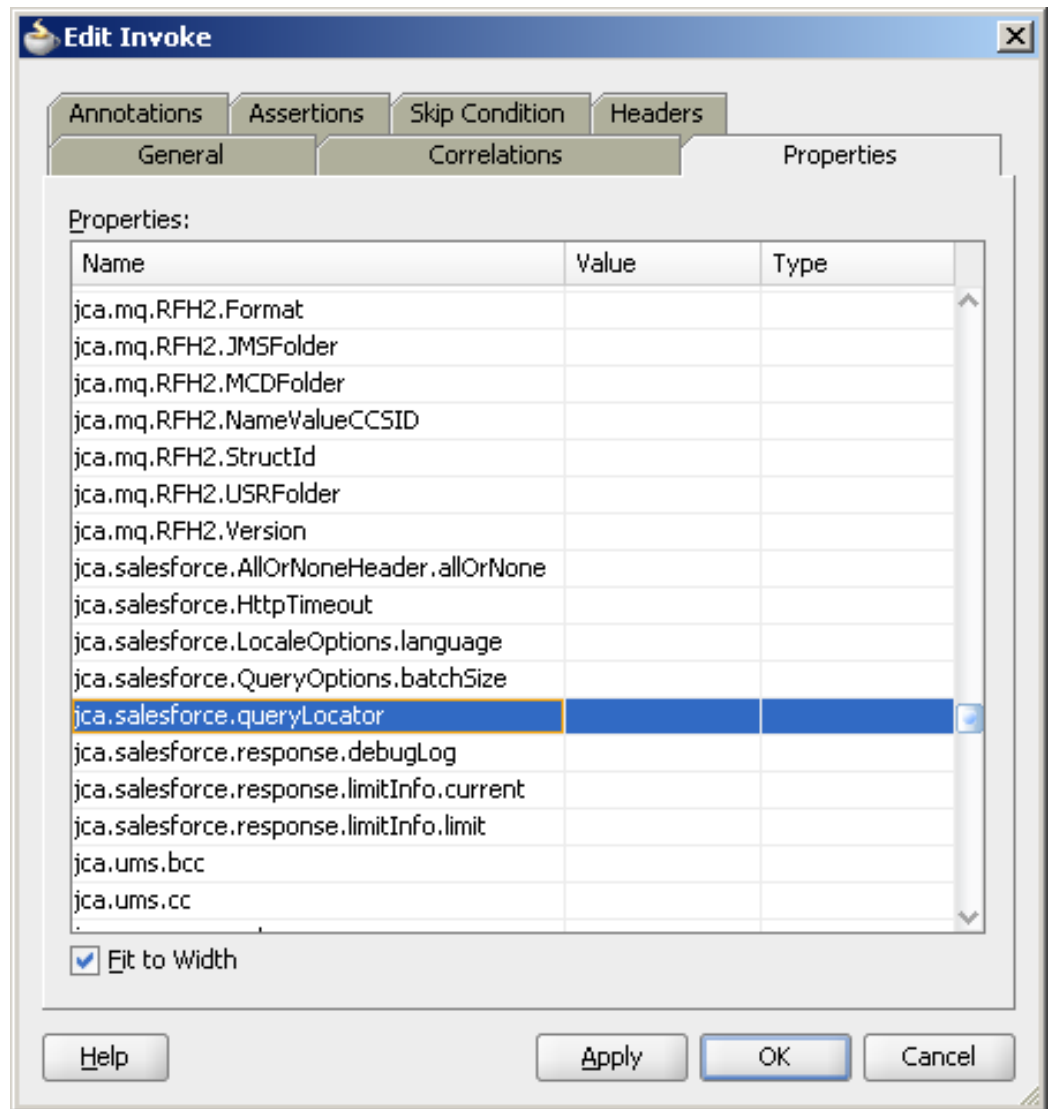 Edit Invoke
Annotations Assertions Skip Condition Headers
General Correlations Properties
Properties:
Name Value Type
jca.mq.RFH2.Format
jca.mq.RFH2.JMSFolder
jca.mq.RFH2.MCDFolder
jca.mq.RFH2.NameValueCCSID
jca.mq.RFH2.StructId
jca.mq.RFH2.USRFolder
jca.mq.RFH2.Version
jca.salesforce.AllOrNoneHeader.allOrNone
jca.salesforce.HttpTimeout
jca.salesforce.LocaleOptions.language
jca.salesforce.QueryOptions.batchSize
jca.salesforce.queryLocator
jca.salesforce.response.debugLog
jca.salesforce.response.limitInfo.current
jca.salesforce.response.limitInfo.limit
jca.ums.bcc
jca.ums.cc
Fit to Width
Help Apply OK Cancel